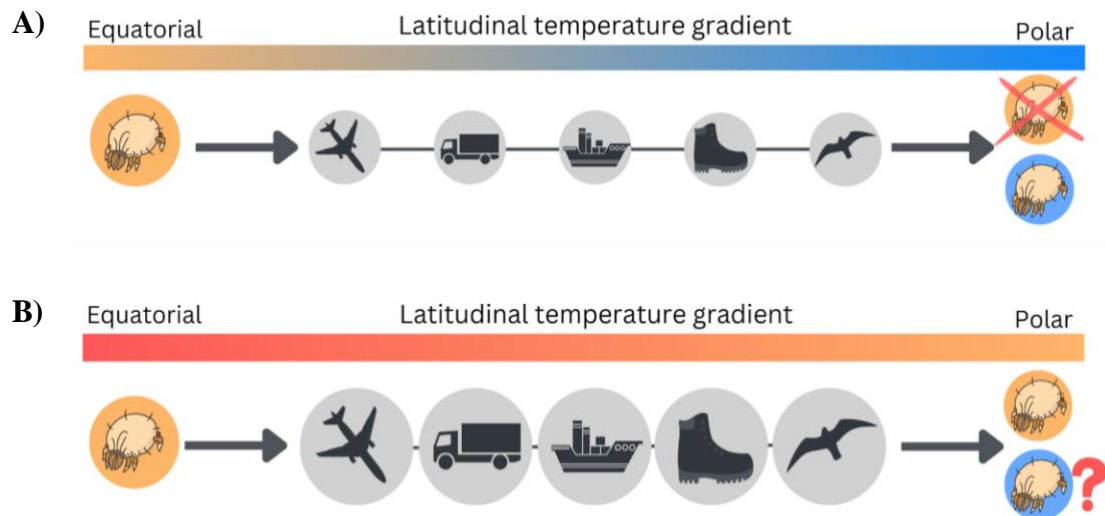 A)
Equatorial Latitudinal temperature gradient Polar
B)
Equatorial Latitudinal temperature gradient Polar
?